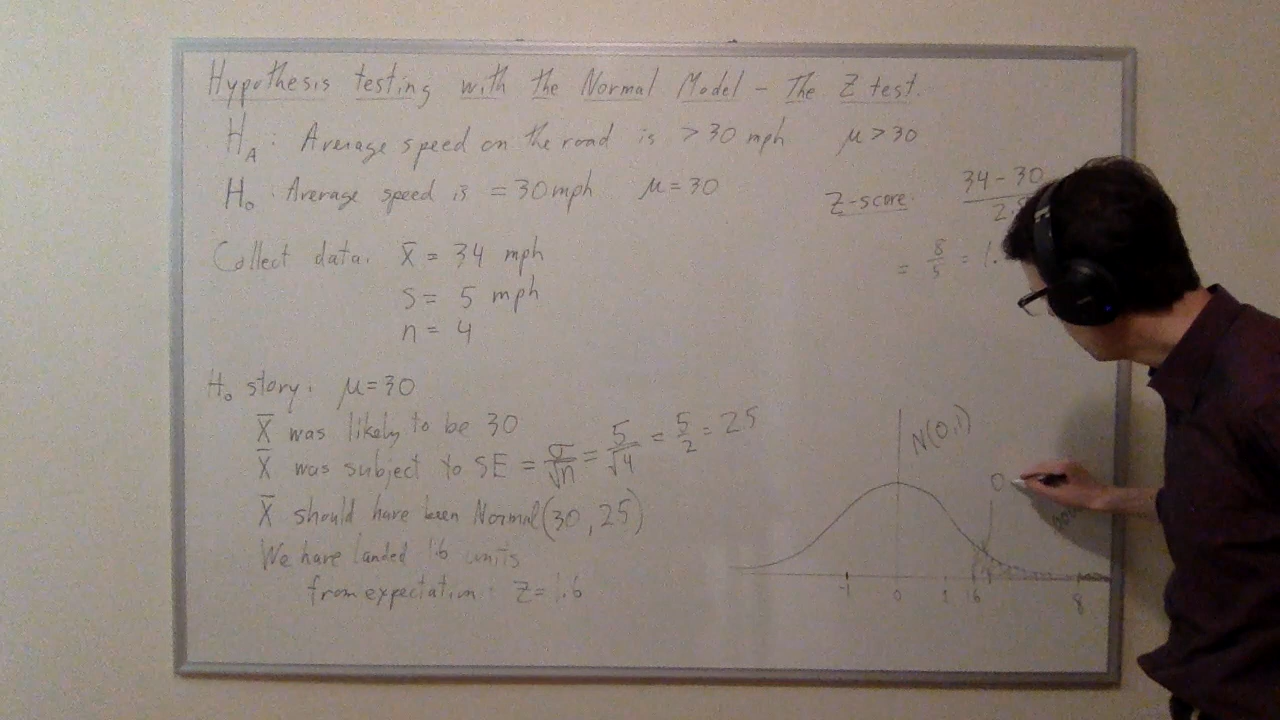 Hypothesis testing with the Normal Model - The Z test.
H_A : Average speed on the road is > 30 mph μ > 30
H_0 : Average speed is = 30 mph μ = 30
Z-score: 34 - 30
= 8/5 = 1.
Collect data. x̄ = 34 mph
s = 5 mph
n = 4
H_0 story: μ = 30
X̄ was likely to be 30
X̄ was subject to SE = σ/√n = 5/√4 = 5/2 = 2.5
X̄ should have been Normal(30, 2.5)
We have landed 1.6 units
from expectation: Z = 1.6
N(0,1)
0
-1 0 1 1.6 8